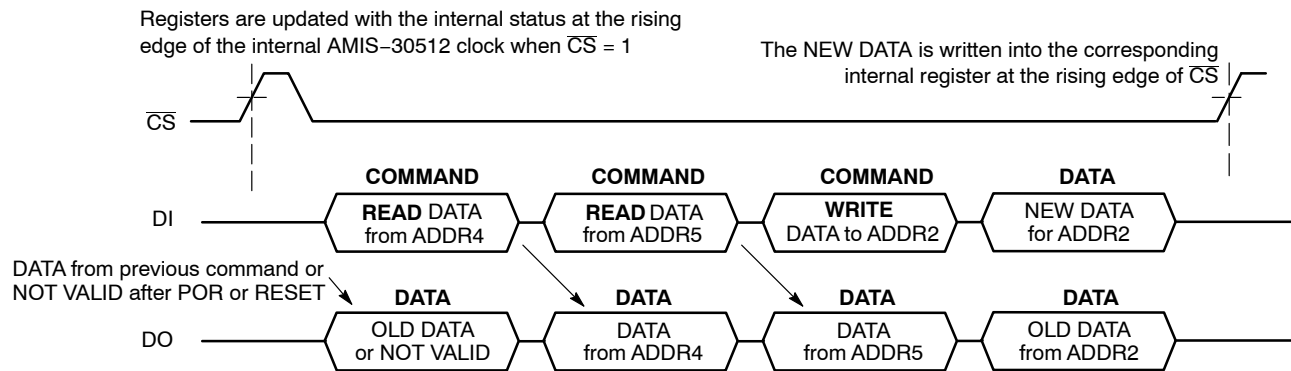 Registers are updated with the internal status at the rising
edge of the internal AMIS−30512 clock when C̅S̅ = 1
The NEW DATA is written into the corresponding
internal register at the rising edge of C̅S̅
C̅S̅
COMMAND COMMAND COMMAND DATA
DI
READ DATA
from ADDR4
READ DATA
from ADDR5
WRITE
DATA to ADDR2
NEW DATA
for ADDR2
DATA from previous command or
NOT VALID after POR or RESET
DATA DATA DATA DATA
DO
OLD DATA
or NOT VALID
DATA
from ADDR4
DATA
from ADDR5
OLD DATA
from ADDR2